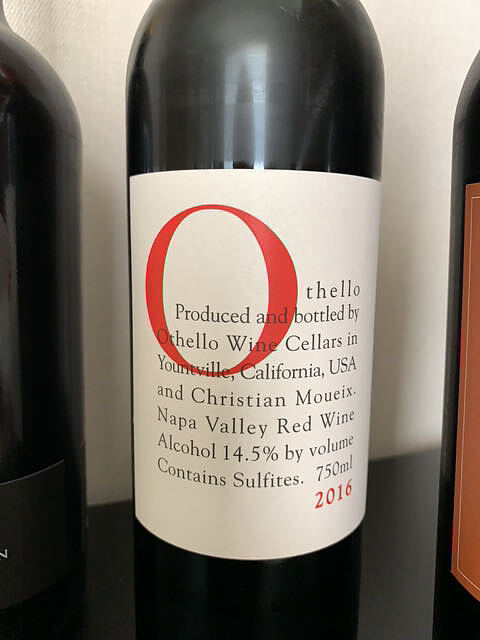 Othello
Produced and bottled by
Othello Wine Cellars in
Yountville, California, USA
and Christian Moueix.
Napa Valley Red Wine
Alcohol 14.5% by volume
Contains Sulfites. 750ml
2016